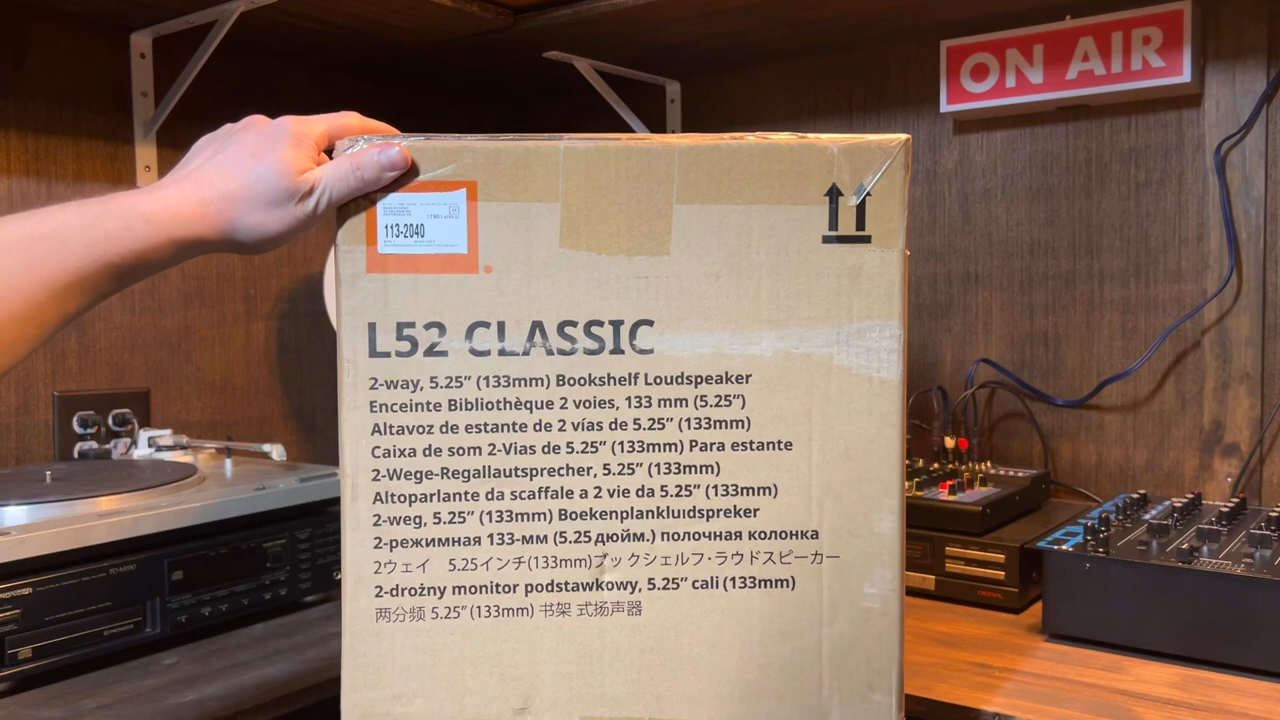 ON AIR
113-2040
L52 CLASSIC
2-way, 5.25” (133mm) Bookshelf Loudspeaker
Enceinte Bibliothèque 2 voies, 133 mm (5.25”)
Altavoz de estante de 2 vías de 5.25” (133mm)
Caixa de som 2-Vias de 5.25” (133mm) Para estante
2-Wege-Regallautsprecher, 5.25” (133mm)
Altoparlante da scaffale a 2 vie da 5.25” (133mm)
2-weg, 5.25” (133mm) Boekenplankluidspreker
2-режимная 133-мм (5.25 дюйм.) полочная колонка
2ウェイ 5.25インチ(133mm)ブックシェルフ・ラウドスピーカー
2-drożny monitor podstawkowy, 5.25” cali (133mm)
两分频 5.25” (133mm) 书架 式扬声器
PIONEER